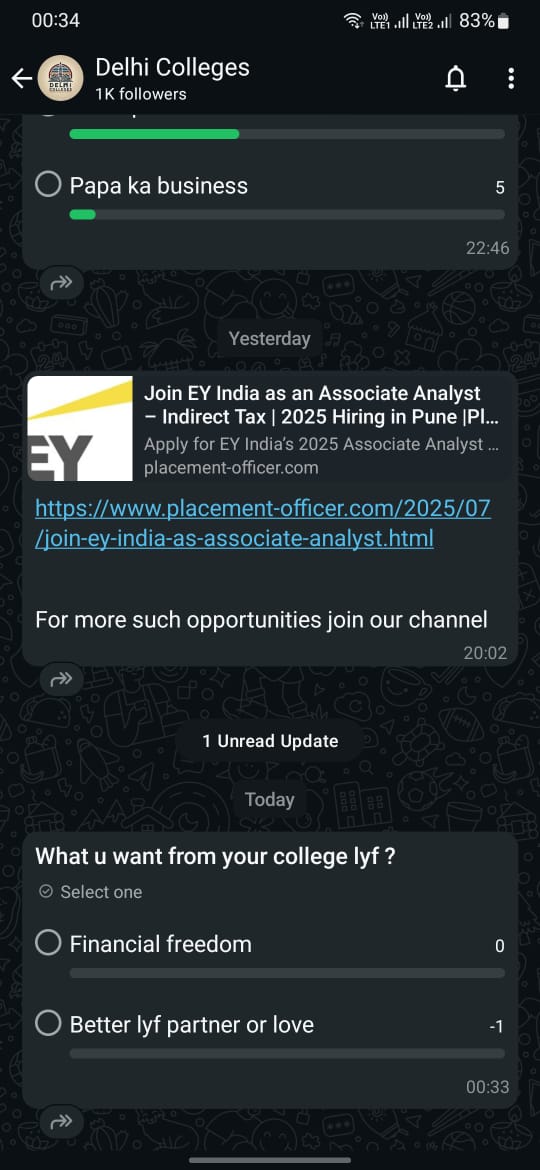 00:34
Vo)) LTE1 Vo)) LTE2 83%
Delhi Colleges
DELHI
COLLEGES
1K followers
Papa ka business 5
22:46
Yesterday
EY
Join EY India as an Associate Analyst
– Indirect Tax | 2025 Hiring in Pune |Pl...
Apply for EY India's 2025 Associate Analyst ...
placement-officer.com
https://www.placement-officer.com/2025/07
/join-ey-india-as-associate-analyst.html
For more such opportunities join our channel
20:02
1 Unread Update
Today
What u want from your college lyf ?
Select one
Financial freedom 0
Better lyf partner or love -1
00:33